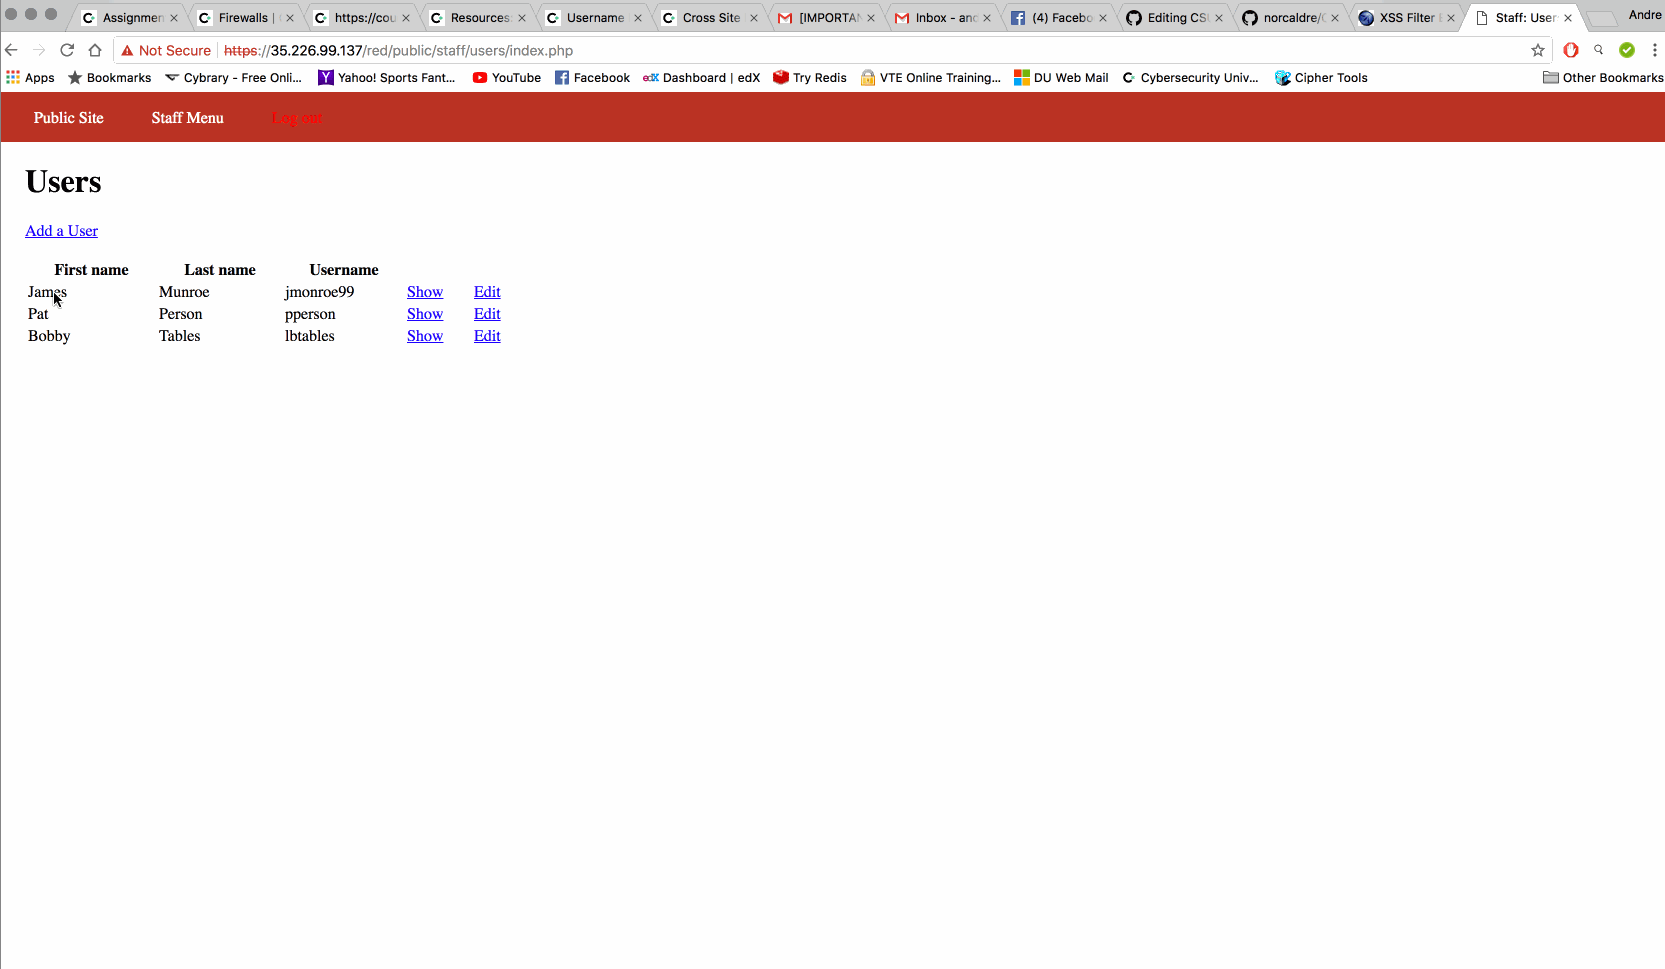 Assignmen Firewalls | https://cou Resources: Username Cross Site [IMPORTAN Inbox - and (4) Facebo Editing CS norcaldre/ XSS Filter Staff: User Andre
Not Secure https://35.226.99.137/red/public/staff/users/index.php
Apps Bookmarks Cybrary - Free Onli... Yahoo! Sports Fant... YouTube Facebook edX Dashboard | edX Try Redis VTE Online Training... DU Web Mail Cybersecurity Univ... Cipher Tools Other Bookmarks
Public Site Staff Menu Log out
Users
Add a User
First name Last name Username
James Munroe jmonroe99 Show Edit
Pat Person pperson Show Edit
Bobby Tables lbtables Show Edit